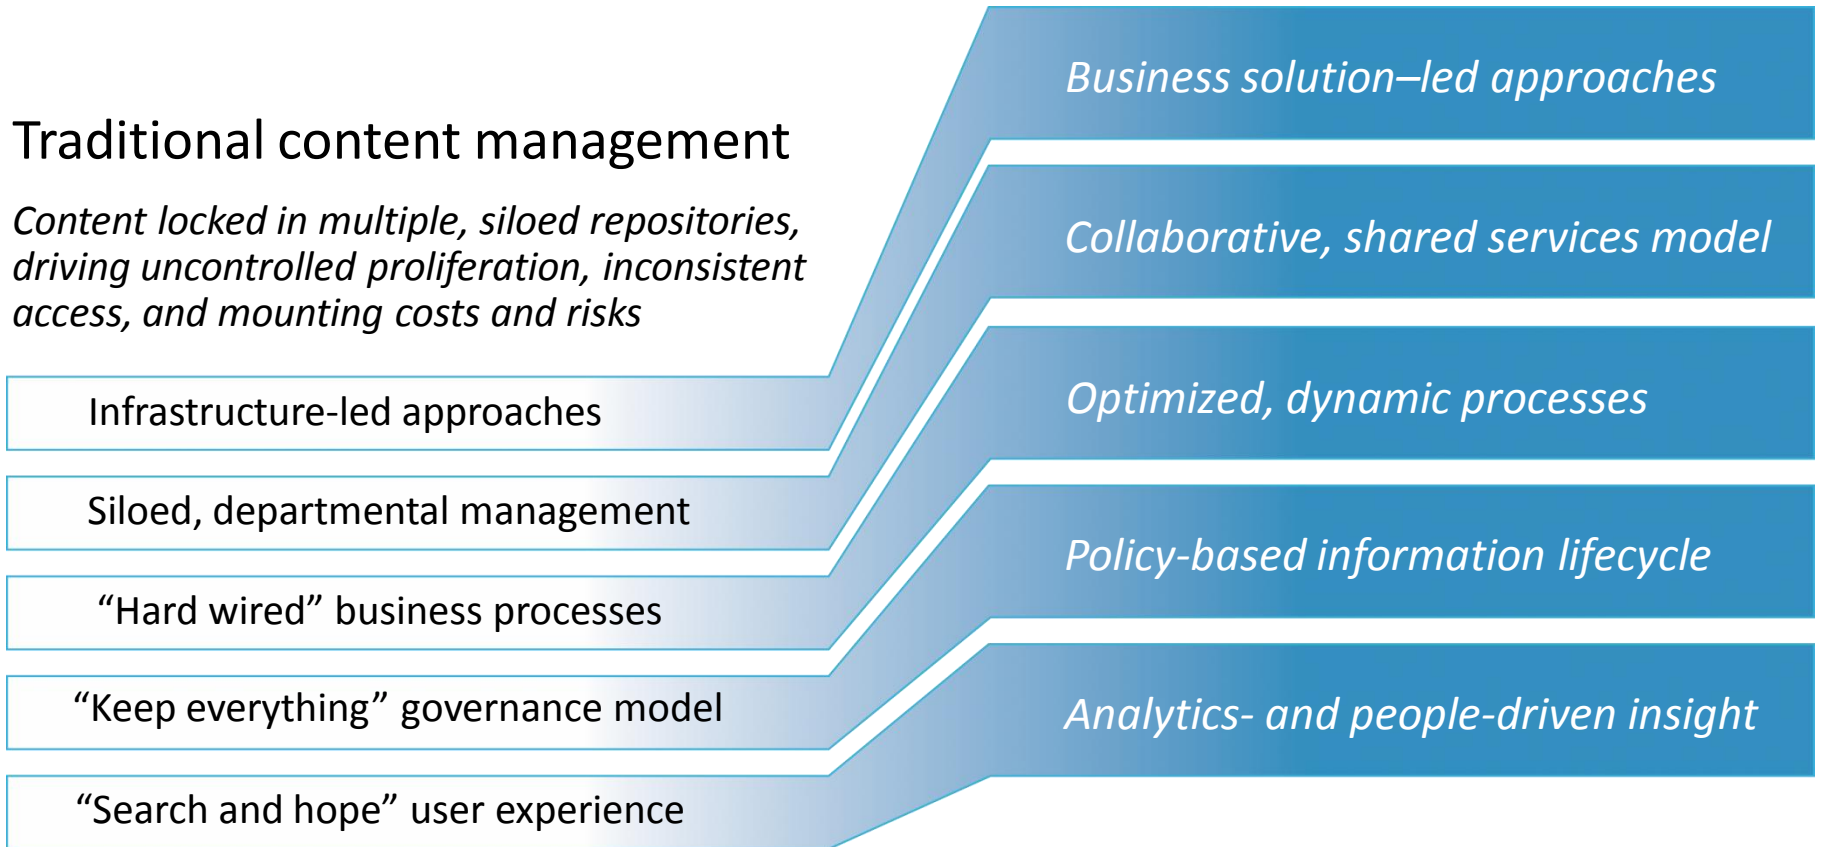 Traditional content management
Content locked in multiple, siloed repositories,
driving uncontrolled proliferation, inconsistent
access, and mounting costs and risks
Infrastructure-led approaches
Siloed, departmental management
“Hard wired” business processes
“Keep everything” governance model
“Search and hope” user experience
Business solution–led approaches
Collaborative, shared services model
Optimized, dynamic processes
Policy-based information lifecycle
Analytics- and people-driven insight